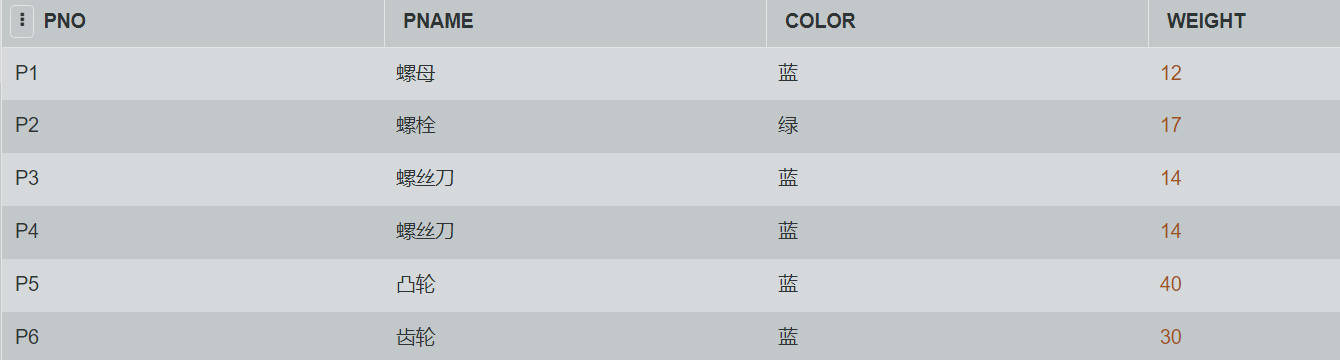 PNO PNAME COLOR WEIGHT
P1 螺母 蓝 12
P2 螺栓 绿 17
P3 螺丝刀 蓝 14
P4 螺丝刀 蓝 14
P5 凸轮 蓝 40
P6 齿轮 蓝 30